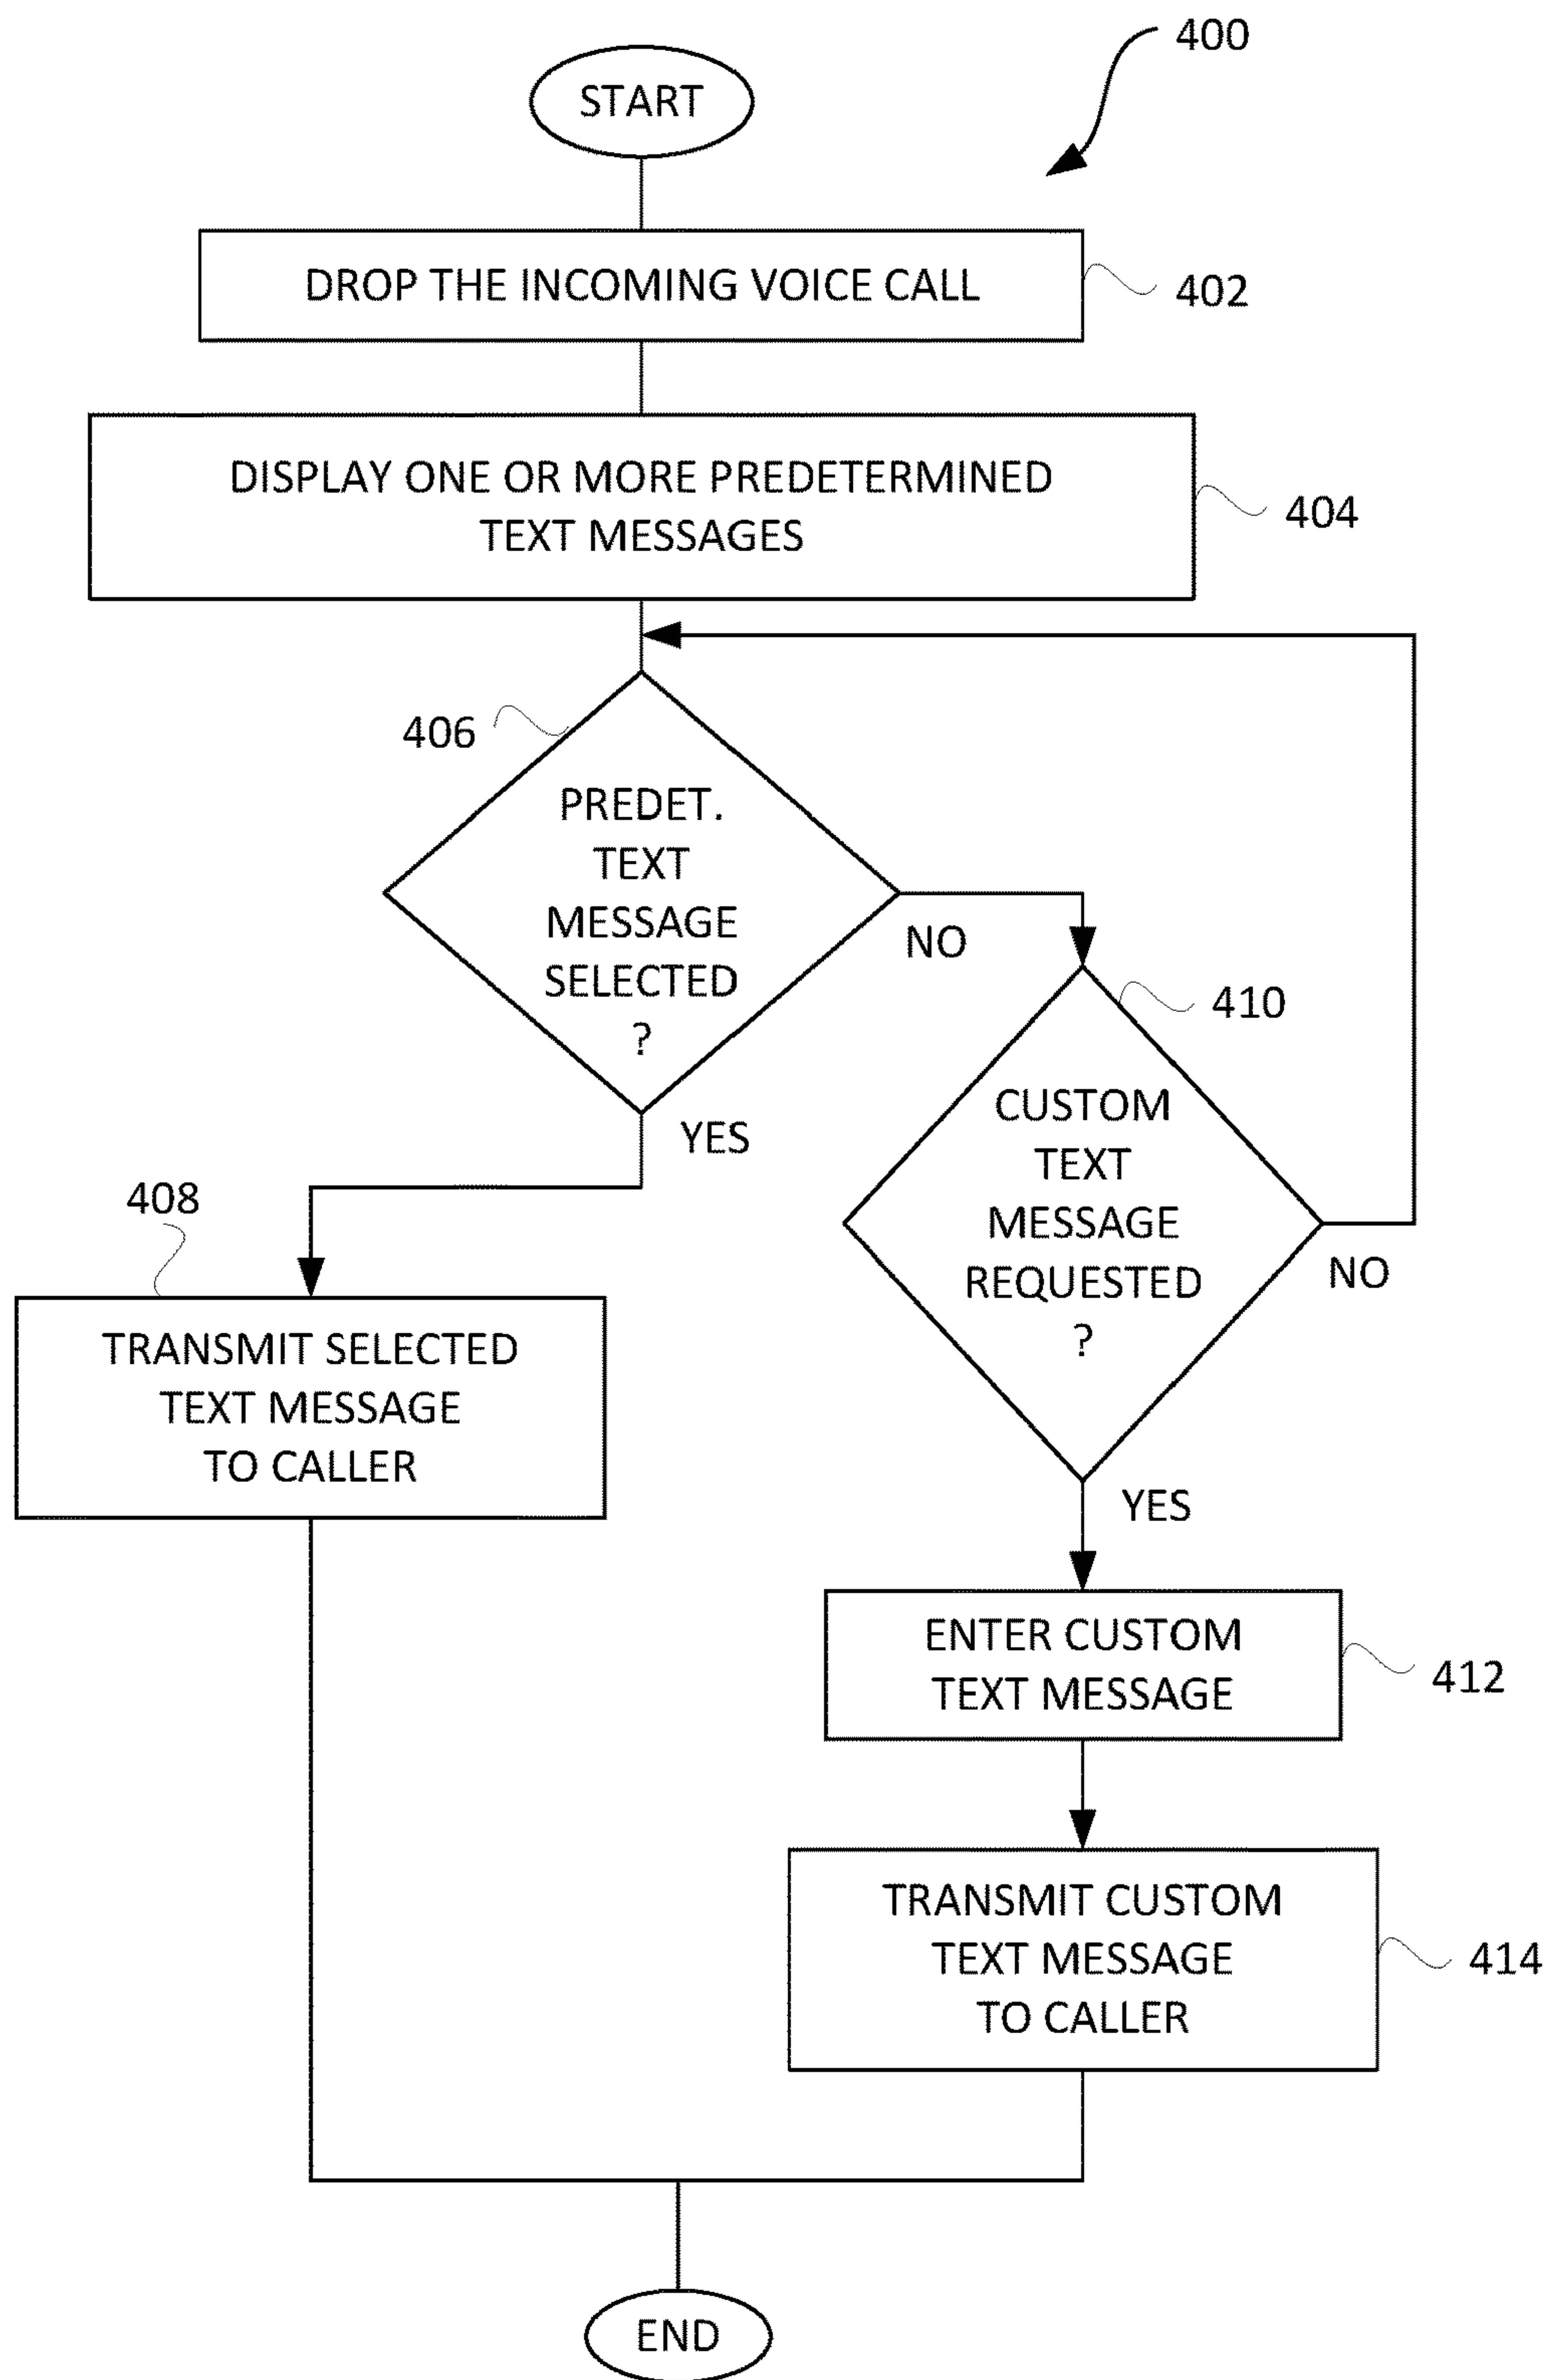 400
START
DROP THE INCOMING VOICE CALL
402
DISPLAY ONE OR MORE PREDETERMINED
TEXT MESSAGES
404
406
PREDET.
TEXT
MESSAGE
SELECTED
?
NO
YES
410
CUSTOM
TEXT
MESSAGE
REQUESTED
?
NO
YES
408
TRANSMIT SELECTED
TEXT MESSAGE
TO CALLER
ENTER CUSTOM
TEXT MESSAGE
412
TRANSMIT CUSTOM
TEXT MESSAGE
TO CALLER
414
END